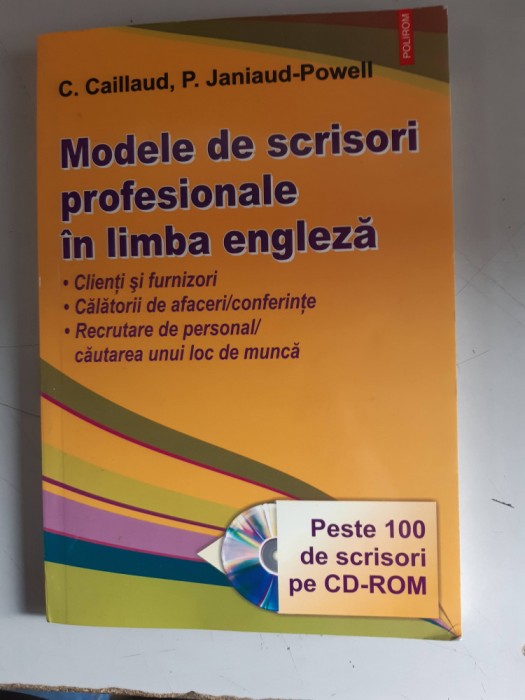 POLIROM
C. Caillaud, P. Janiaud-Powell
Modele de scrisori
profesionale
în limba engleză
• Clienți și furnizori
• Călătorii de afaceri/conferințe
• Recrutare de personal/
căutarea unui loc de muncă
Peste 100
de scrisori
pe CD-ROM